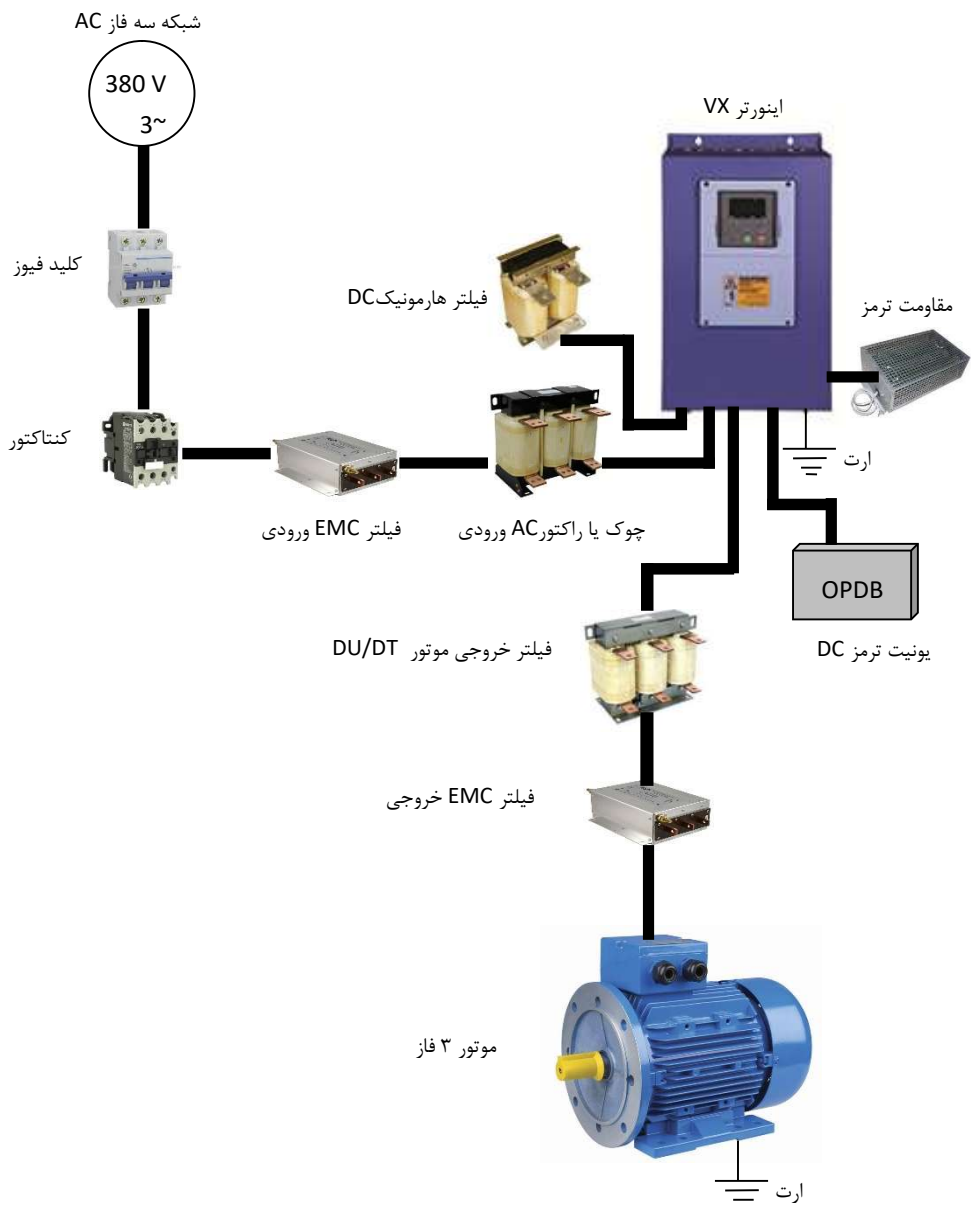 شبکه سه فاز AC
380 V
3~
اینورتر VX
کلید فیوز
فیلتر هارمونیکDC
مقاومت ترمز
کنتاکتور
ارت
فیلتر EMC ورودی
چوک یا راکتورAC ورودی
OPDB
فیلتر خروجی موتور DU/DT
یونیت ترمز DC
فیلتر EMC خروجی
موتور ۳ فاز
ارت